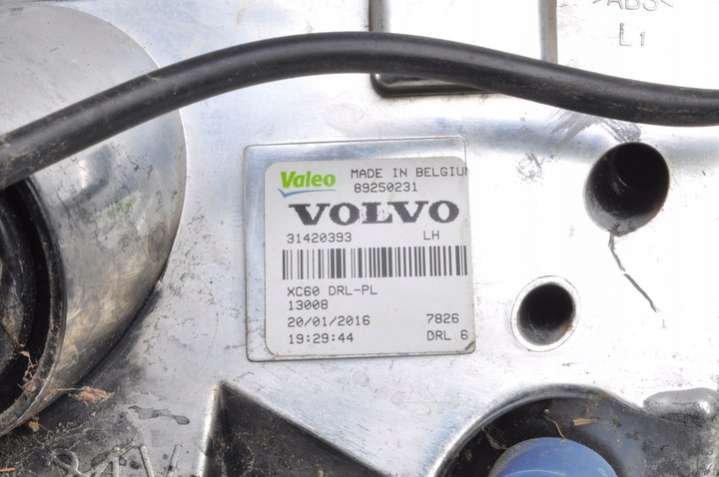 >ABS<
L1
Valeo MADE IN BELGIUM
89250231
VOLVO
31420393 LH
XC60 DRL-PL
13008
20/01/2016 7826
19:29:44 DRL 6